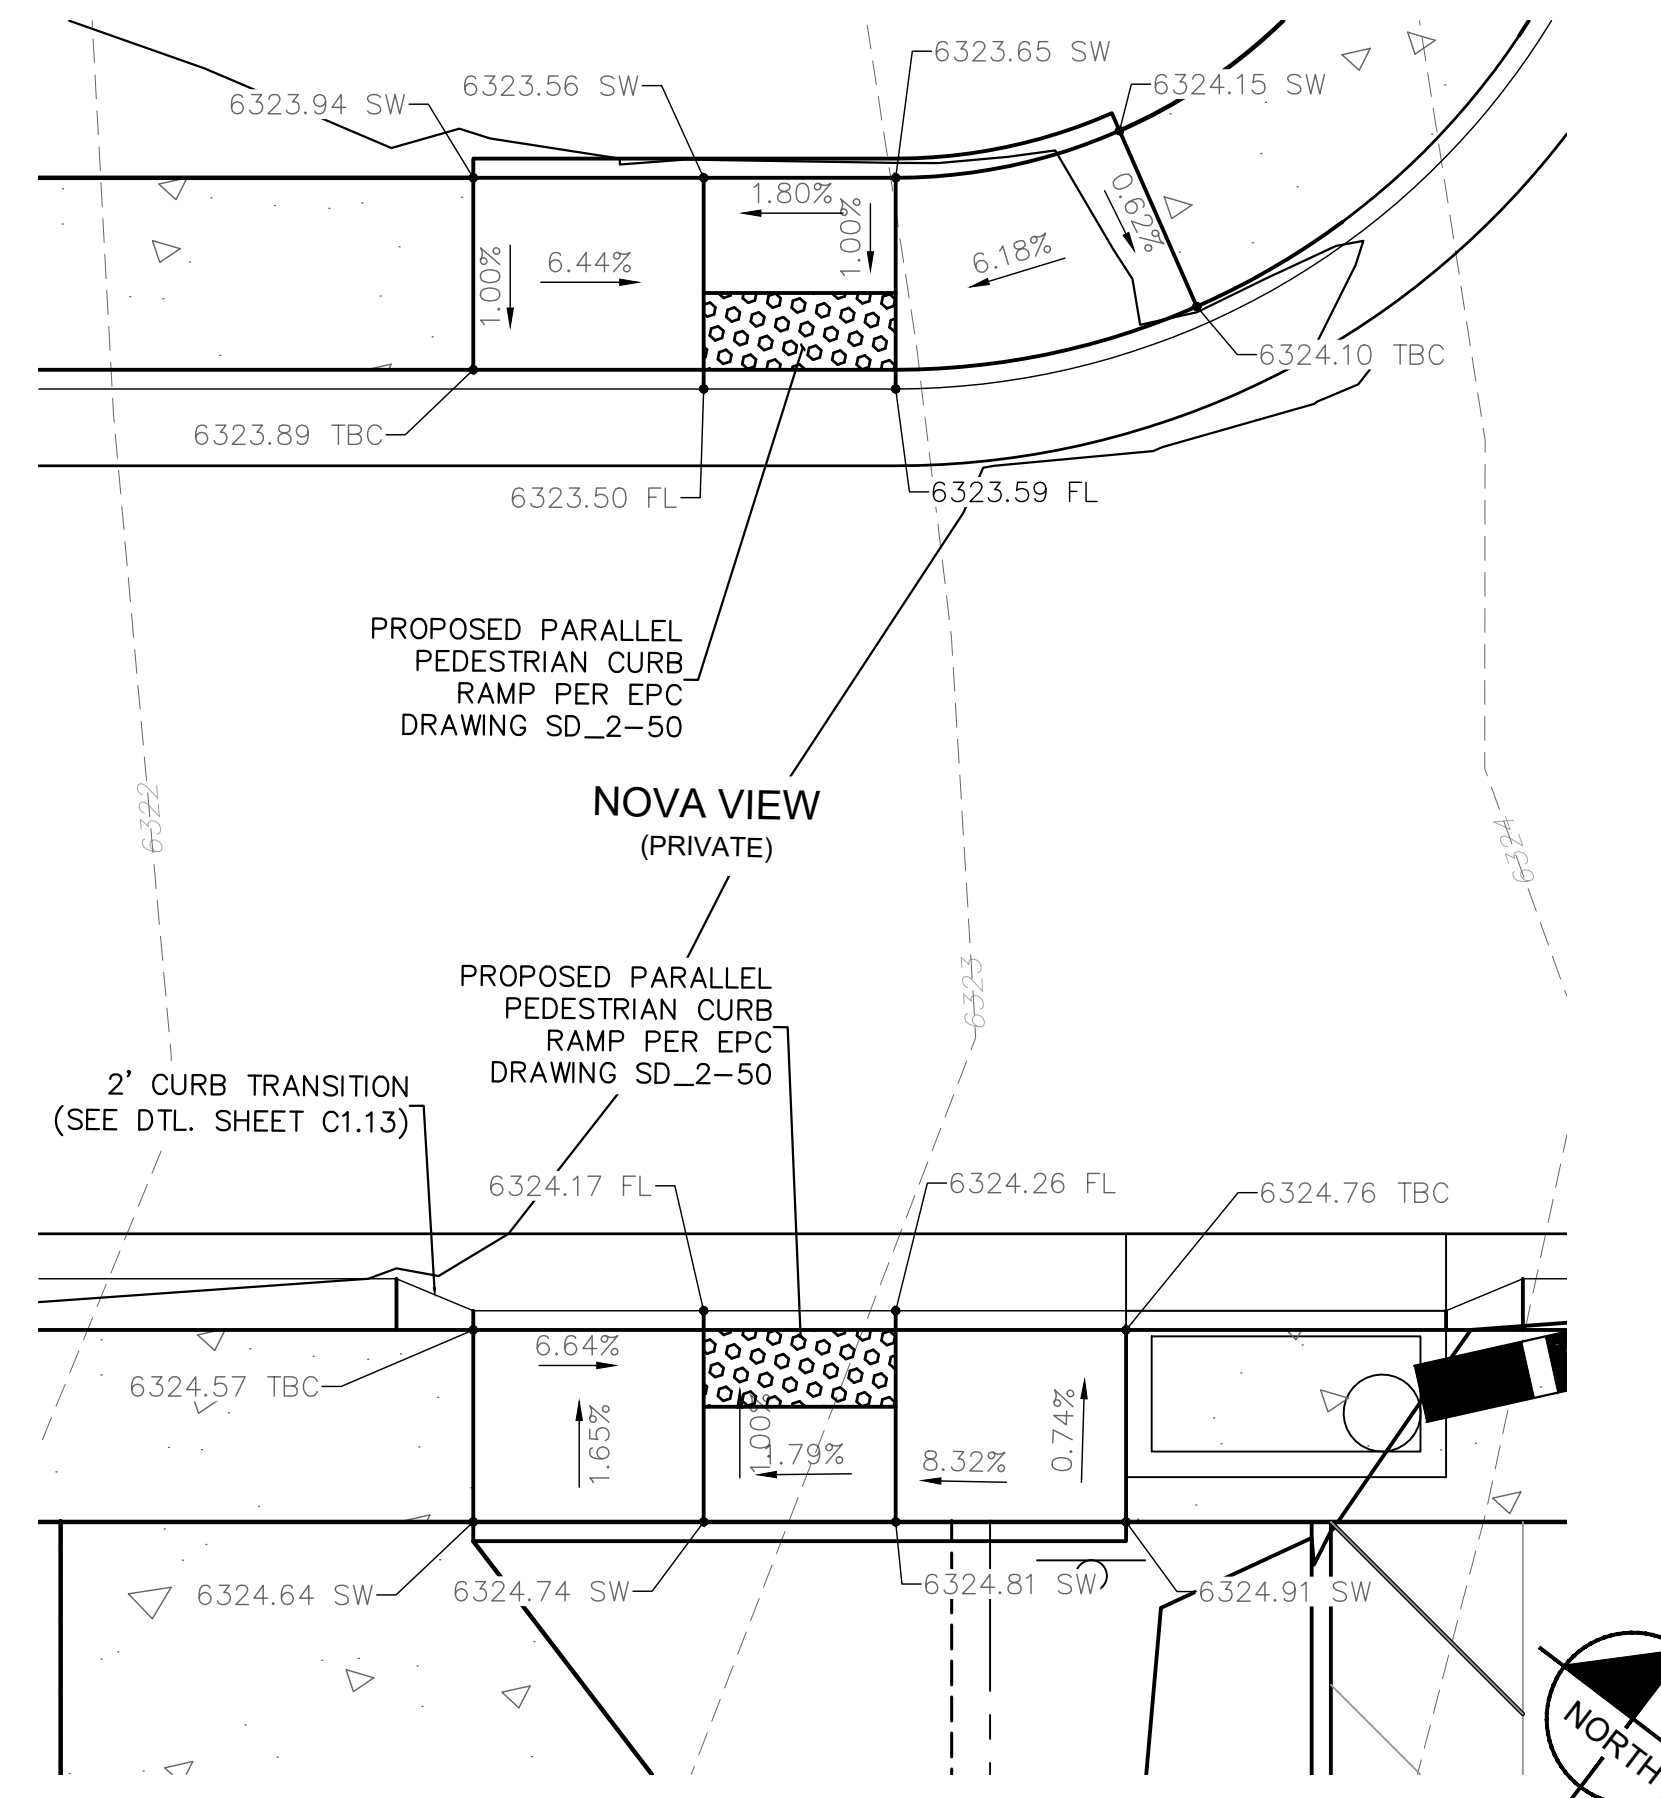 6323.65 SW
6323.56 SW
6324.15 SW
6323.94 SW
1.80%
1.00%
0.62%
1.00%
6.44%
6.18%
6324.10 TBC
6323.89 TBC
6323.50 FL
6323.59 FL
PROPOSED PARALLEL
PEDESTRIAN CURB
RAMP PER EPC
DRAWING SD_2-50
NOVA VIEW
(PRIVATE)
6322
6324
6323
PROPOSED PARALLEL
PEDESTRIAN CURB
RAMP PER EPC
DRAWING SD_2-50
2' CURB TRANSITION
(SEE DTL. SHEET C1.13)
6324.17 FL
6324.26 FL
6324.76 TBC
6.64%
6324.57 TBC
1.65%
1.00%
1.79%
8.32%
0.74%
6324.64 SW
6324.74 SW
6324.81 SW
6324.91 SW
NORTH